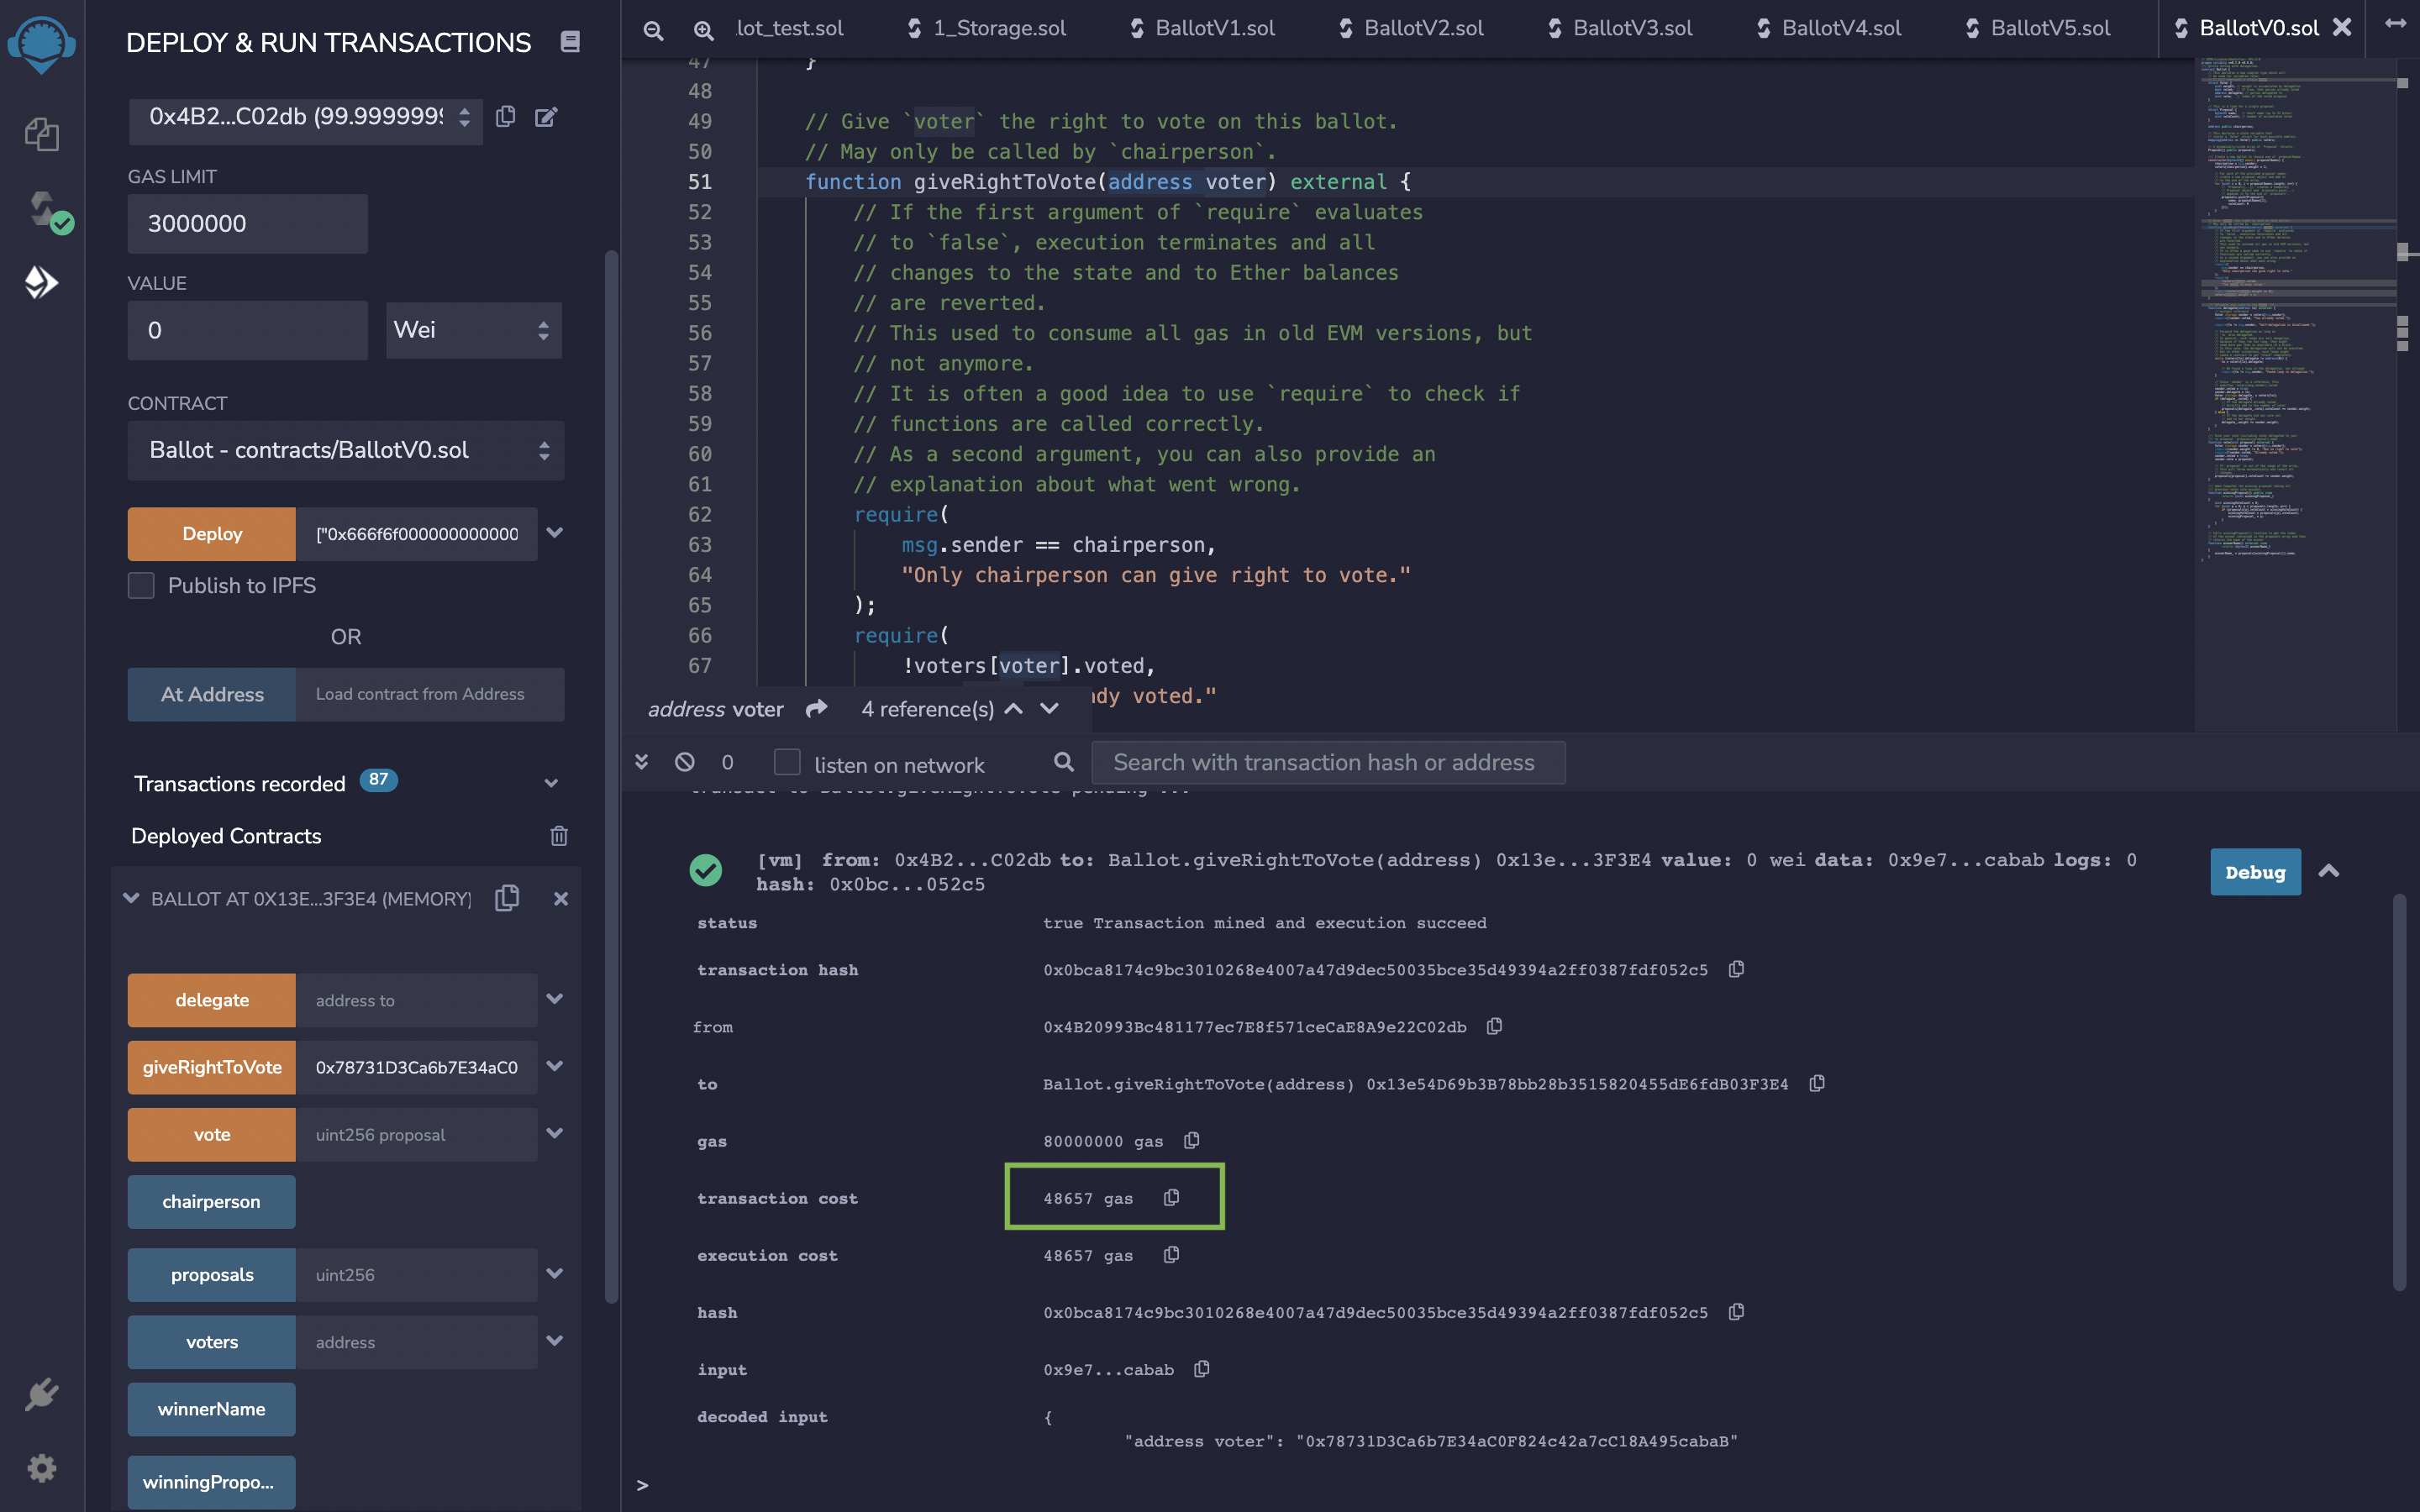 DEPLOY & RUN TRANSACTIONS
0x4B2...C02db (99.9999999
GAS LIMIT
3000000
VALUE
0
Wei
CONTRACT
Ballot - contracts/BallotV0.sol
Deploy
["0x666f6f0000000000000
Publish to IPFS
OR
At Address
Load contract from Address
Transactions recorded 87
Deployed Contracts
BALLOT AT 0X13E...3F3E4 (MEMORY)
delegate
address to
giveRightToVote
0x78731D3Ca6b7E34aC0
vote
uint256 proposal
chairperson
proposals
uint256
voters
address
winnerName
winningPropo...
.lot_test.sol
1_Storage.sol
BallotV1.sol
BallotV2.sol
BallotV3.sol
BallotV4.sol
BallotV5.sol
BallotV0.sol
47 }
48
49 // Give `voter` the right to vote on this ballot.
50 // May only be called by `chairperson`.
51 function giveRightToVote(address voter) external {
52 // If the first argument of `require` evaluates
53 // to `false`, execution terminates and all
54 // changes to the state and to Ether balances
55 // are reverted.
56 // This used to consume all gas in old EVM versions, but
57 // not anymore.
58 // It is often a good idea to use `require` to check if
59 // functions are called correctly.
60 // As a second argument, you can also provide an
61 // explanation about what went wrong.
62 require(
63 msg.sender == chairperson,
64 "Only chairperson can give right to vote."
65 );
66 require(
67 !voters[voter].voted,
ady voted."
address voter
4 reference(s)
0
listen on network
Search with transaction hash or address
transact to Ballot.giveRightToVote pending ...
[vm] from: 0x4B2...C02db to: Ballot.giveRightToVote(address) 0x13e...3F3E4 value: 0 wei data: 0x9e7...cabab logs: 0
hash: 0x0bc...052c5
Debug
status true Transaction mined and execution succeed
transaction hash 0x0bca8174c9bc3010268e4007a47d9dec50035bce35d49394a2ff0387fdf052c5
from 0x4B20993Bc481177ec7E8f571ceCaE8A9e22C02db
to Ballot.giveRightToVote(address) 0x13e54D69b3B78bb28b3515820455dE6fdB03F3E4
gas 80000000 gas
transaction cost 48657 gas
execution cost 48657 gas
hash 0x0bca8174c9bc3010268e4007a47d9dec50035bce35d49394a2ff0387fdf052c5
input 0x9e7...cabab
decoded input {
"address voter": "0x78731D3Ca6b7E34aC0F824c42a7cC18A495cabaB"
>